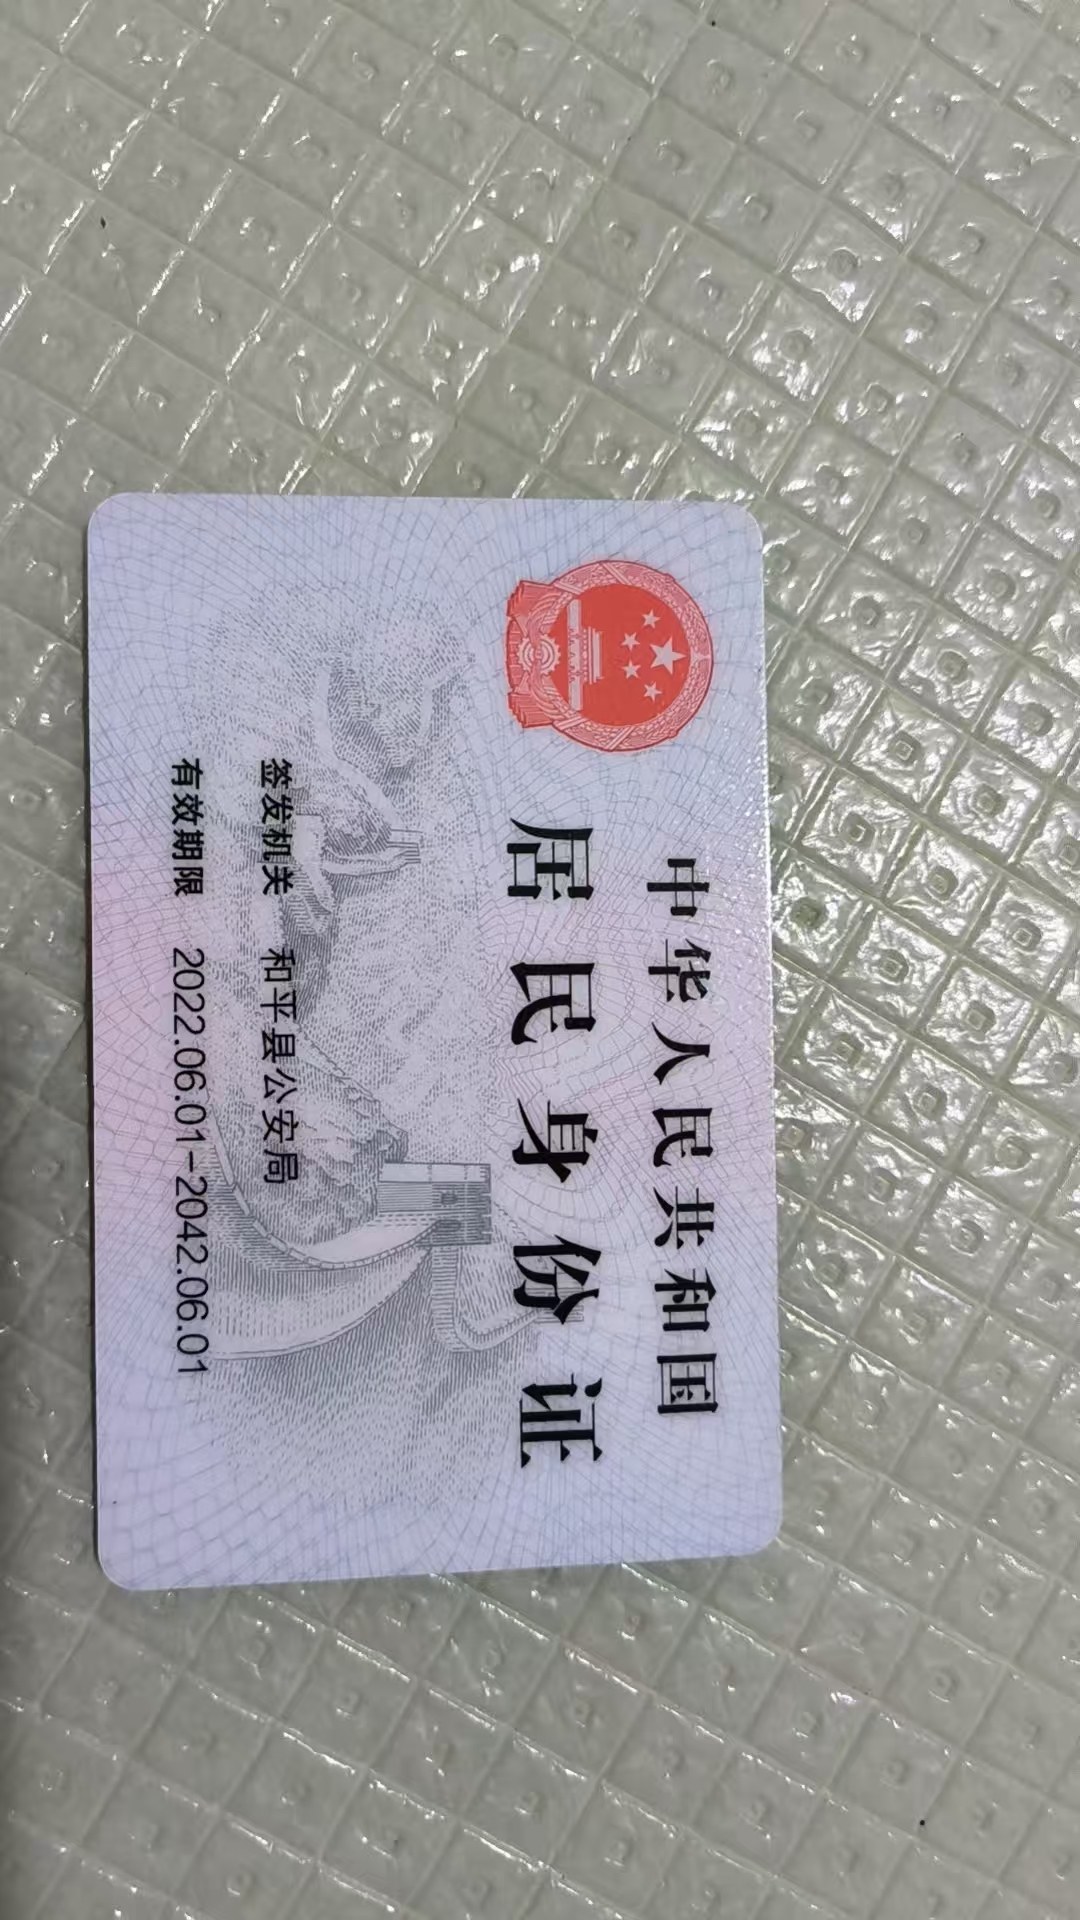 中华人民共和国
居民身份证
签发机关 和平县公安局
有效期限 2022.06.01-2042.06.01